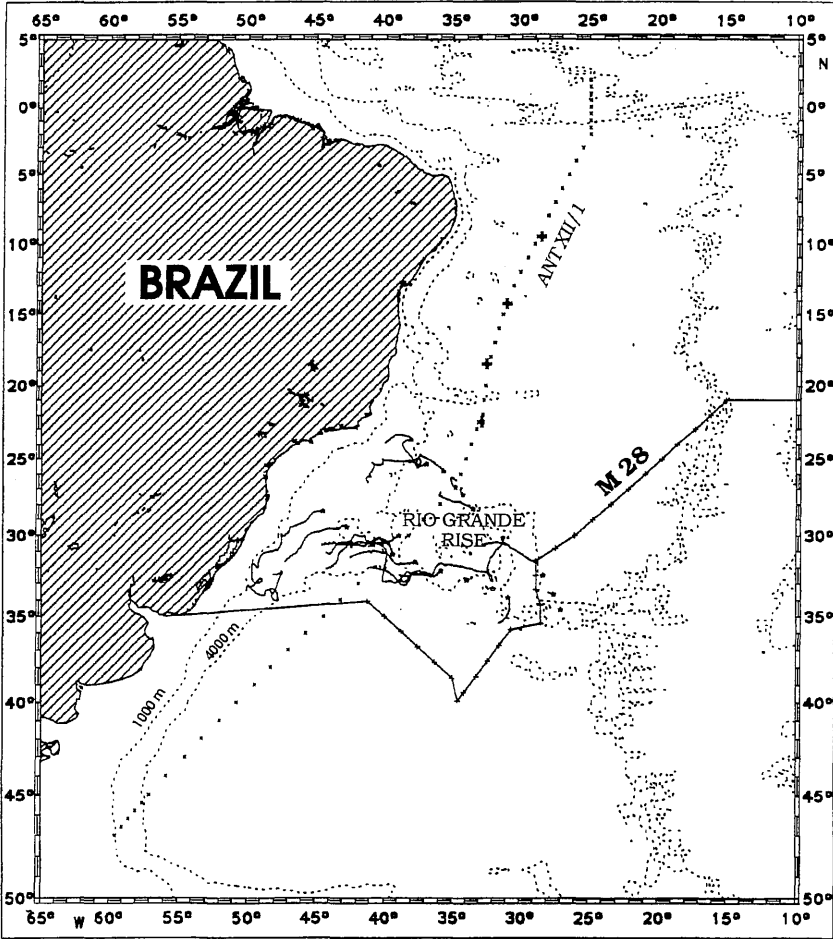 65° 60° 55° 50° 45° 40° 35° 30° 25° 20° 15° 10°
5° 5°
N
0° 0°
5° 5°
10° 10°
ANT XII/1
BRAZIL
15° 15°
20° 20°
25° 25°
M 28
30° 30°
RIO GRANDE
RISE
35° 35°
4000 m
1000 m
40° 40°
45° 45°
50° 50°
65° W 60° 55° 50° 45° 40° 35° 30° 25° 20° 15° 10°